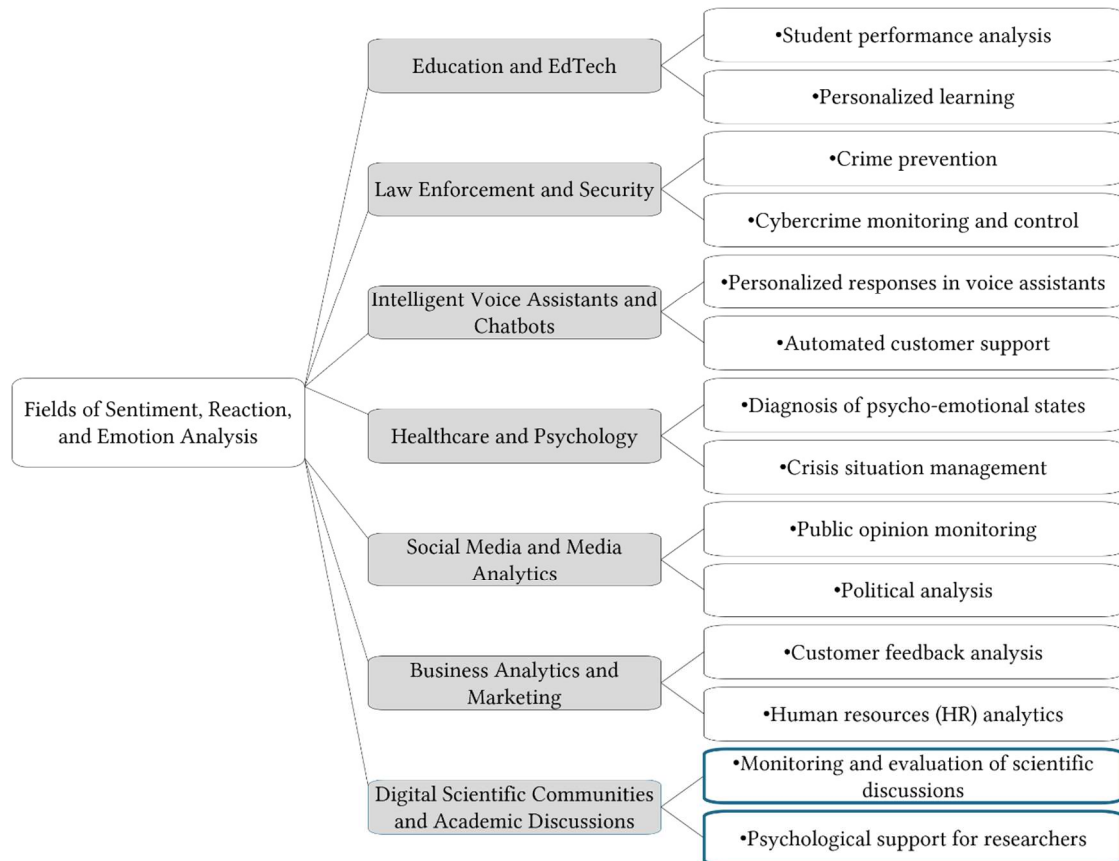 Fields of Sentiment, Reaction,
and Emotion Analysis
Education and EdTech
•Student performance analysis
•Personalized learning
Law Enforcement and Security
•Crime prevention
•Cybercrime monitoring and control
Intelligent Voice Assistants and
Chatbots
•Personalized responses in voice assistants
•Automated customer support
Healthcare and Psychology
•Diagnosis of psycho-emotional states
•Crisis situation management
Social Media and Media
Analytics
•Public opinion monitoring
•Political analysis
Business Analytics and
Marketing
•Customer feedback analysis
•Human resources (HR) analytics
Digital Scientific Communities
and Academic Discussions
•Monitoring and evaluation of scientific
discussions
•Psychological support for researchers